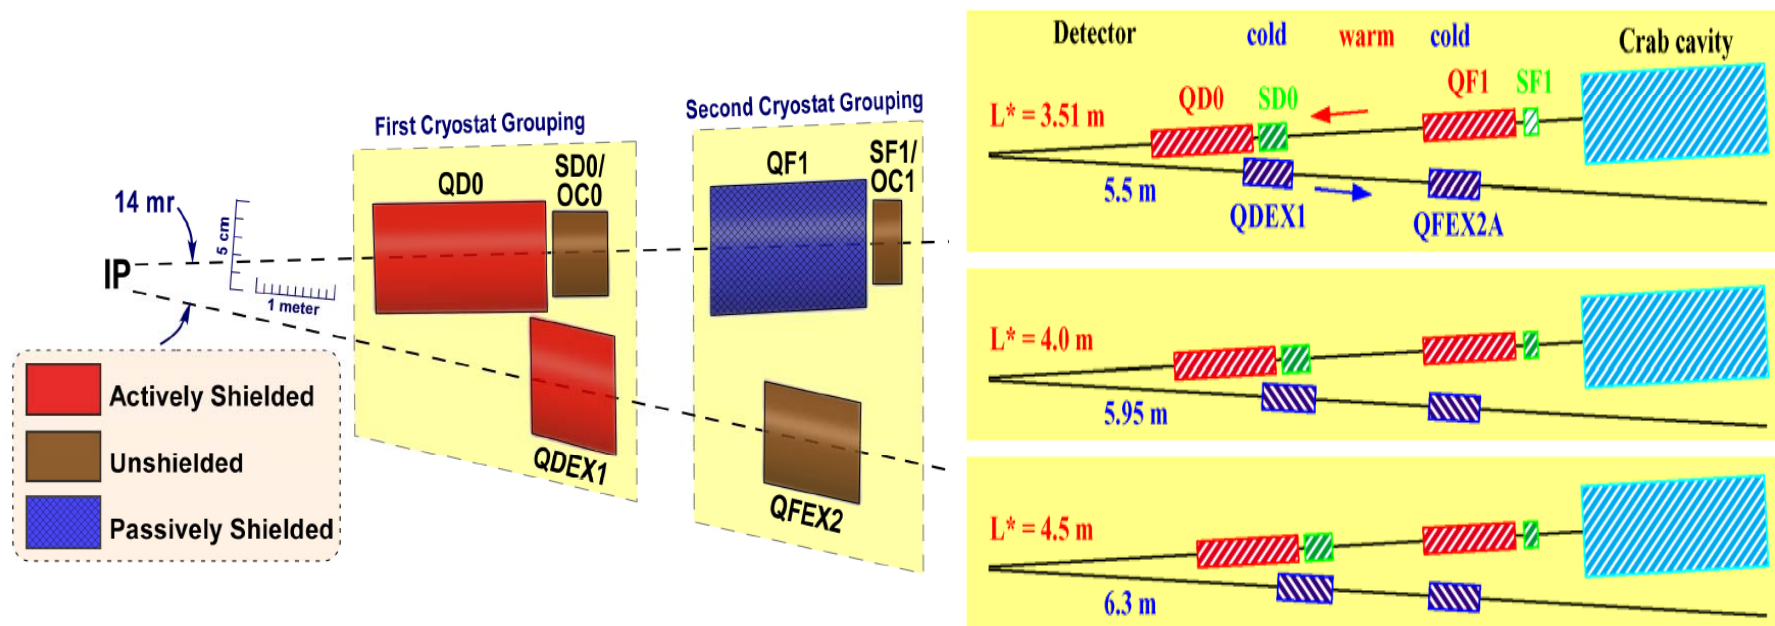 First Cryostat Grouping
Second Cryostat Grouping
QD0
SD0/
OC0
QF1
SF1/
OC1
14 mr
5 cm
IP
1 meter
QDEX1
QFEX2
Actively Shielded
Unshielded
Passively Shielded
Detector
cold
warm
cold
Crab cavity
QD0
SD0
QF1
SF1
L* = 3.51 m
5.5 m
QDEX1
QFEX2A
L* = 4.0 m
5.95 m
L* = 4.5 m
6.3 m